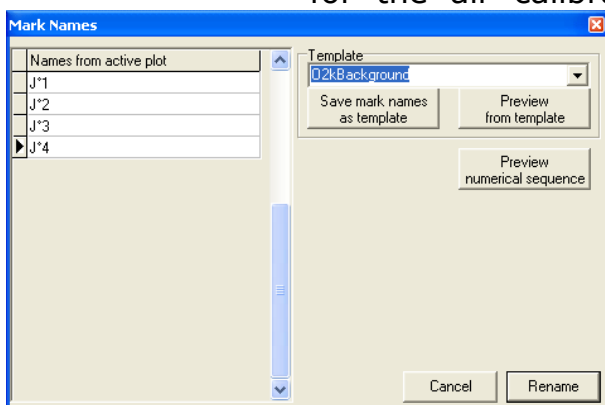 Mark Names
Names from active plot
J°1
J°2
J°3
J°4
Template
O2kBackground
Save mark names
as template
Preview
from template
Preview
numerical sequence
Cancel
Rename